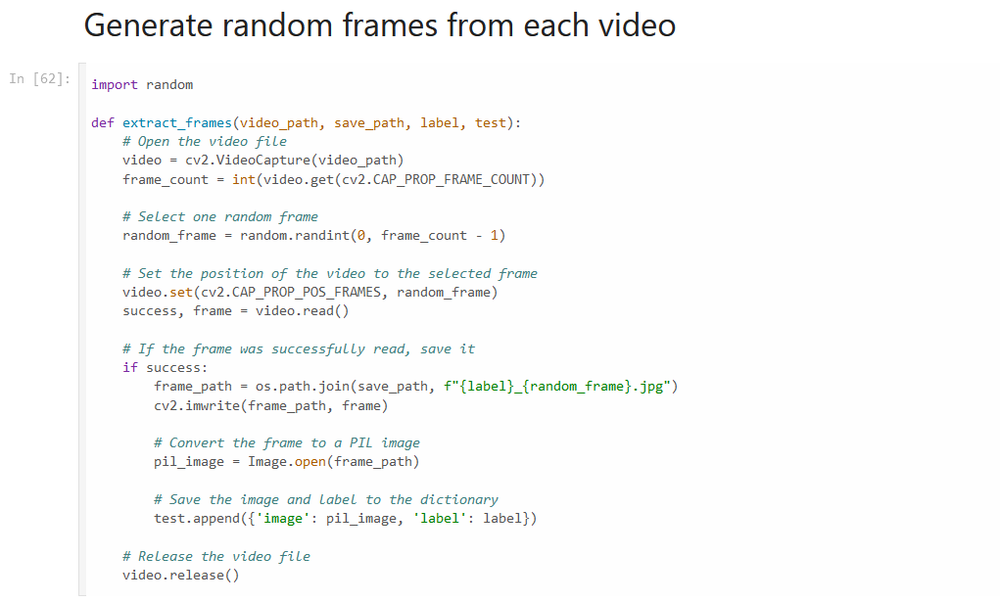 Generate random frames from each video
In [62]:
import random
def extract_frames(video_path, save_path, label, test):
# Open the video file
video = cv2.VideoCapture(video_path)
frame_count = int(video.get(cv2.CAP_PROP_FRAME_COUNT))
# Select one random frame
random_frame = random.randint(0, frame_count - 1)
# Set the position of the video to the selected frame
video.set(cv2.CAP_PROP_POS_FRAMES, random_frame)
success, frame = video.read()
# If the frame was successfully read, save it
if success:
frame_path = os.path.join(save_path, f"{label}_{random_frame}.jpg")
cv2.imwrite(frame_path, frame)
# Convert the frame to a PIL image
pil_image = Image.open(frame_path)
# Save the image and label to the dictionary
test.append({'image': pil_image, 'label': label})
# Release the video file
video.release()